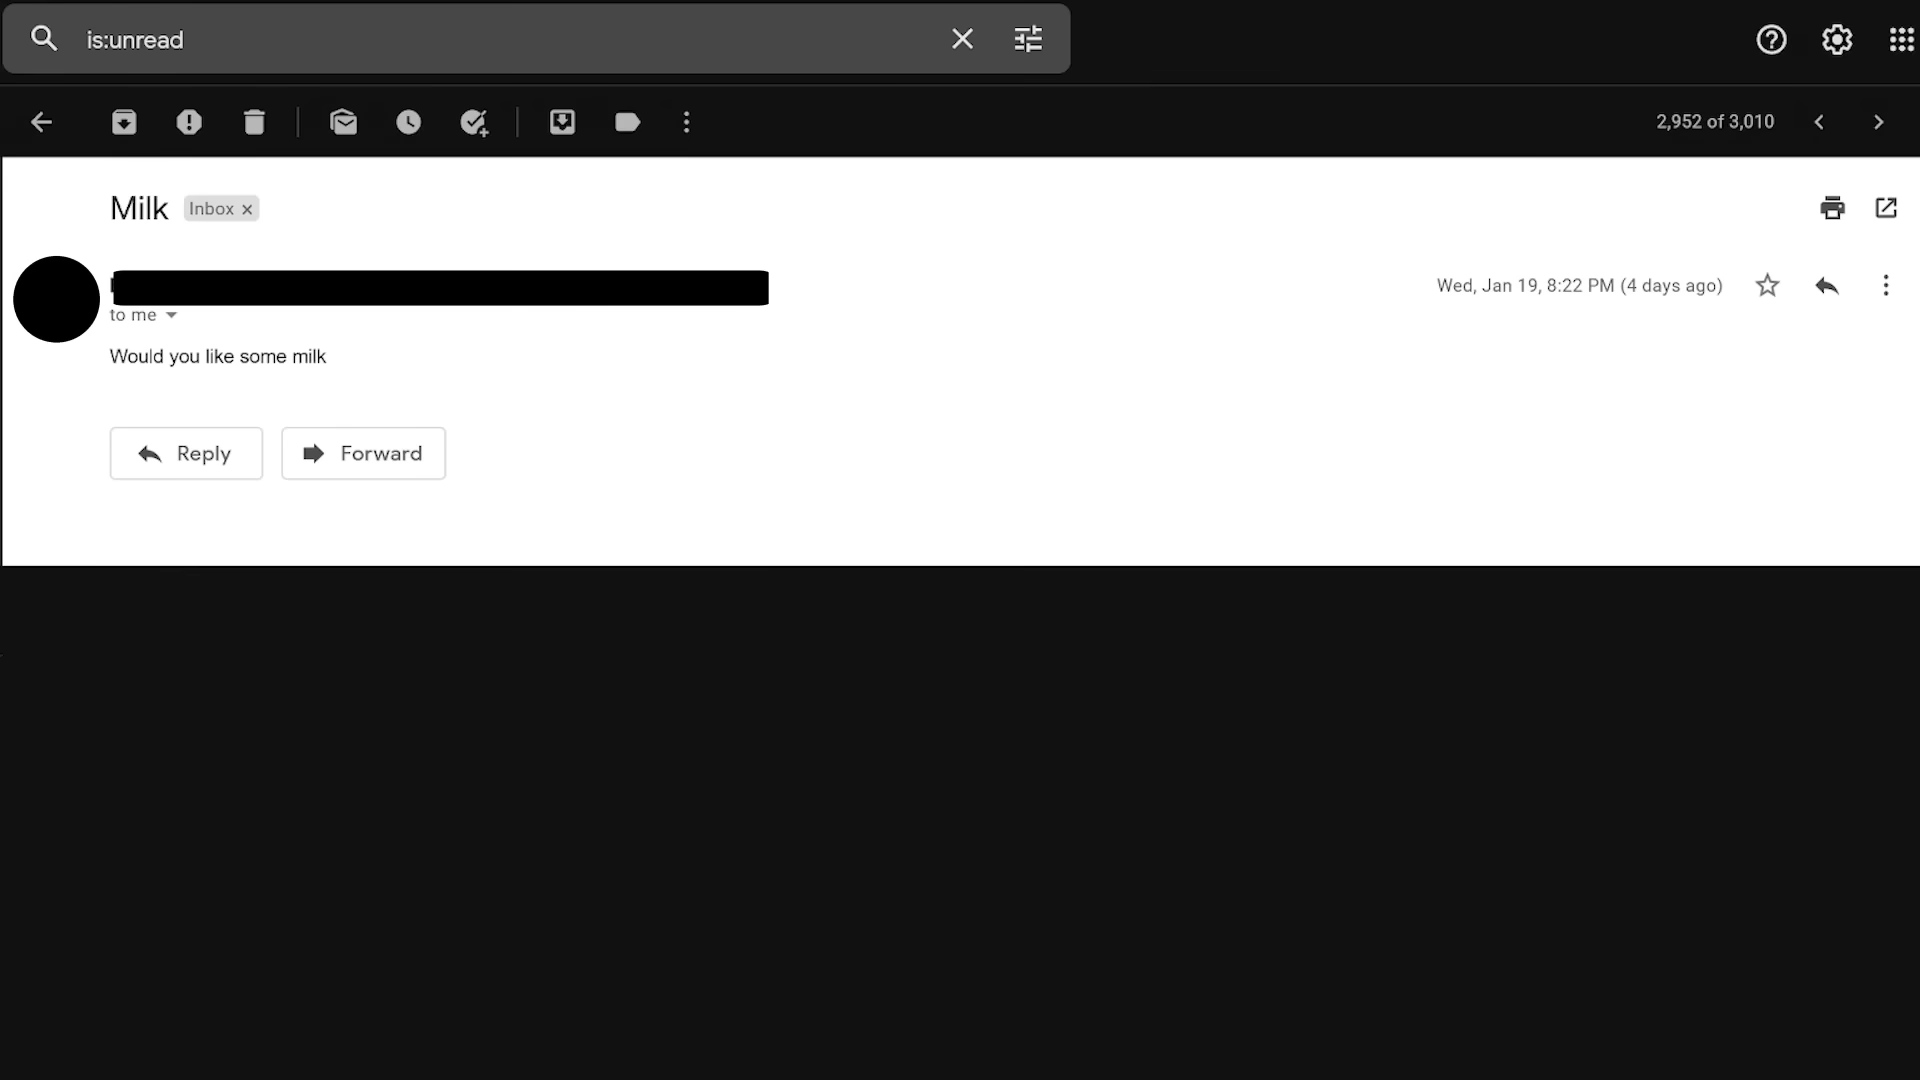 is:unread
2,952 of 3,010
Milk Inbox x
Wed, Jan 19, 8:22 PM (4 days ago)
to me
Would you like some milk
Reply Forward